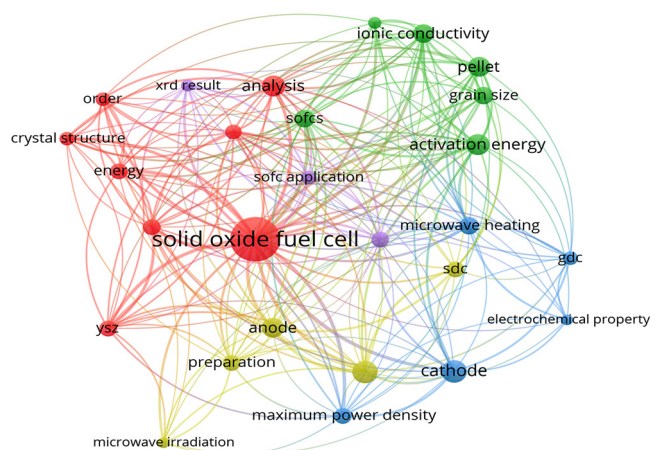 ionic conductivity
pellet
xrd result
analysis
grain size
order
sofcs
crystal structure
activation energy
energy
sofc application
microwave heating
solid oxide fuel cell
gdc
sdc
electrochemical property
ysz
anode
preparation
cathode
maximum power density
microwave irradiation